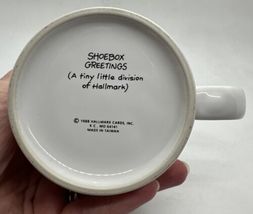 SHOEBOX
GREETINGS
(A tiny little division
of Hallmark)
© 1988 HALLMARK CARDS, INC.
K.C., MO 64141
MADE IN TAIWAN